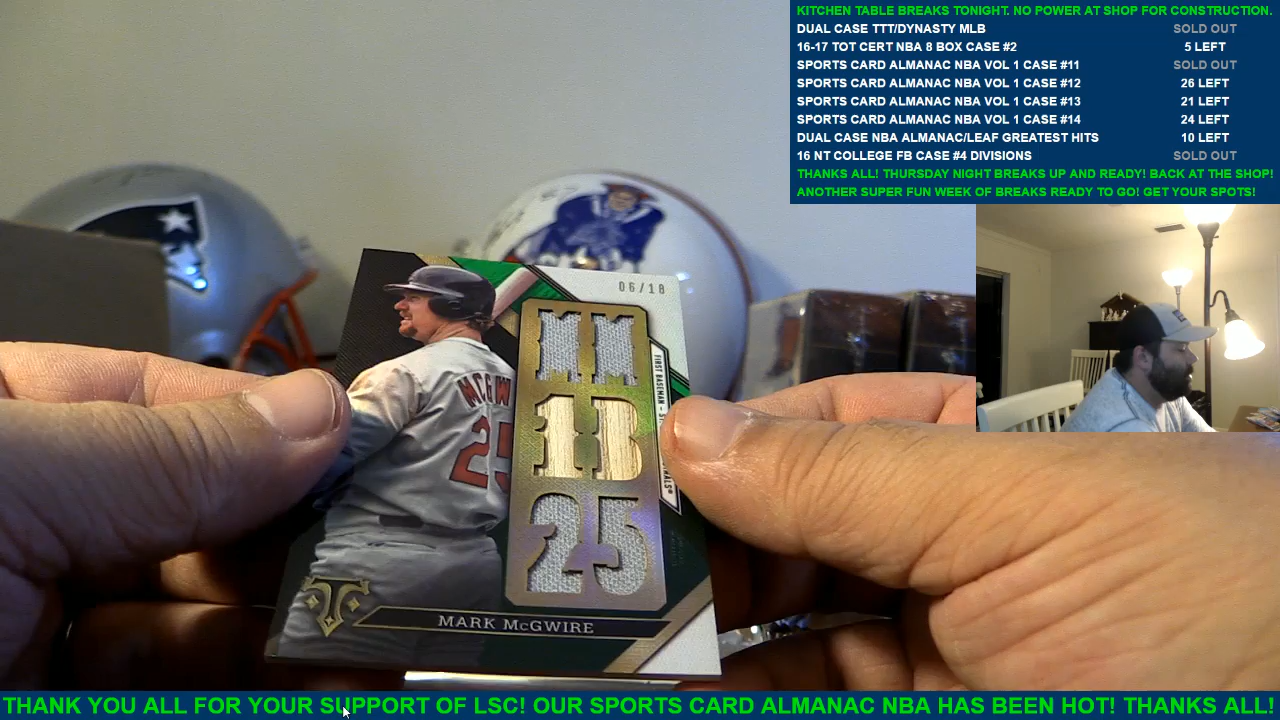 KITCHEN TABLE BREAKS TONIGHT. NO POWER AT SHOP FOR CONSTRUCTION.
DUAL CASE TTT/DYNASTY MLB SOLD OUT
16-17 TOT CERT NBA 8 BOX CASE #2 5 LEFT
SPORTS CARD ALMANAC NBA VOL 1 CASE #11 SOLD OUT
SPORTS CARD ALMANAC NBA VOL 1 CASE #12 26 LEFT
SPORTS CARD ALMANAC NBA VOL 1 CASE #13 21 LEFT
SPORTS CARD ALMANAC NBA VOL 1 CASE #14 24 LEFT
DUAL CASE NBA ALMANAC/LEAF GREATEST HITS 10 LEFT
16 NT COLLEGE FB CASE #4 DIVISIONS SOLD OUT
THANKS ALL! THURSDAY NIGHT BREAKS UP AND READY! BACK AT THE SHOP!
ANOTHER SUPER FUN WEEK OF BREAKS READY TO GO! GET YOUR SPOTS!
06/18
MM
1B
25
FIRST BASEMAN
MCGW
25
MARK McGWIRE
THANK YOU ALL FOR YOUR SUPPORT OF LSC! OUR SPORTS CARD ALMANAC NBA HAS BEEN HOT! THANKS ALL!